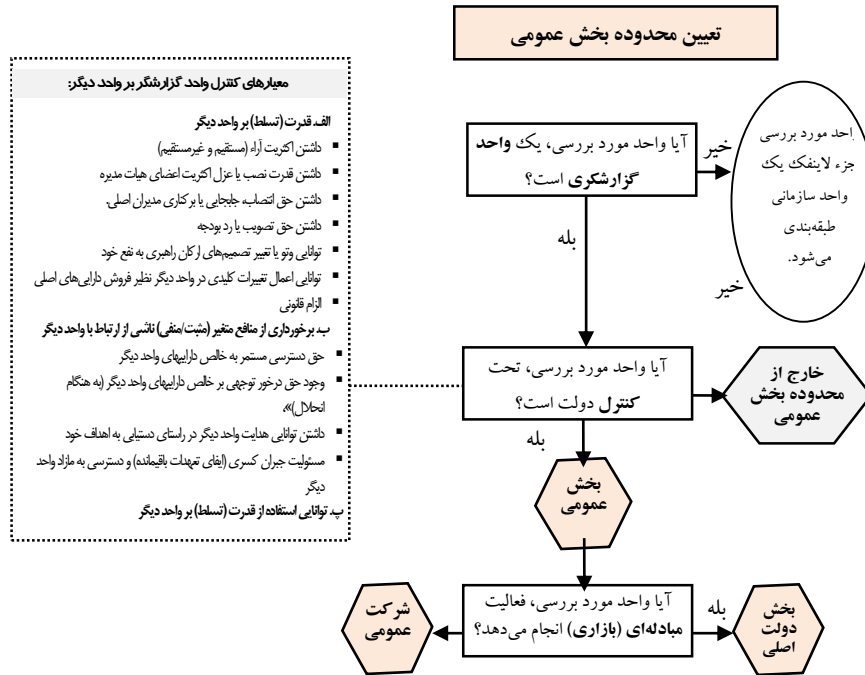 تعیین محدوده بخش عمومی
معیارهای کنترل واحد گزارشگر بر واحد دیگر:
الف. قدرت (تسلط) بر واحد دیگر
▪ داشتن اکثریت آراء (مستقیم و غیرمستقیم)
▪ داشتن قدرت نصب یا عزل اکثریت اعضای هیات مدیره
▪ داشتن حق انتصاب، جابجایی یا برکناری مدیران اصلی.
▪ داشتن حق تصویب یا رد بودجه
▪ توانایی وتو یا تغییر تصمیم‌های ارکان راهبری به نفع خود
▪ توانایی اعمال تغییرات کلیدی در واحد دیگر نظیر فروش دارایی‌های اصلی
▪ الزام قانونی
ب. برخورداری از منافع متغیر (مثبت/منفی) ناشی از ارتباط با واحد دیگر
▪ حق دسترسی مستمر به خالص داراییهای واحد دیگر
▪ وجود حق درخور توجهی بر خالص داراییهای واحد دیگر (به هنگام
انحلال)»،
▪ داشتن توانایی هدایت واحد دیگر در راستای دستیابی به اهداف خود
▪ مسئولیت جبران کسری (ایفای تعهدات باقیمانده) و دسترسی به مازاد واحد
دیگر
پ. توانایی استفاده از قدرت (تسلط) بر واحد دیگر
آیا واحد مورد بررسی، یک واحد
گزارشگری است؟
خیر
واحد مورد بررسی
جزء لاینفک یک
واحد سازمانی
طبقه‌بندی
می‌شود.
بله
خیر
آیا واحد مورد بررسی، تحت
کنترل دولت است؟
خارج از
محدوده بخش
عمومی
بله
بخش
عمومی
آیا واحد مورد بررسی، فعالیت
مبادله‌ای (بازاری) انجام می‌دهد؟
بله
بخش
دولت
اصلی
شرکت
عمومی